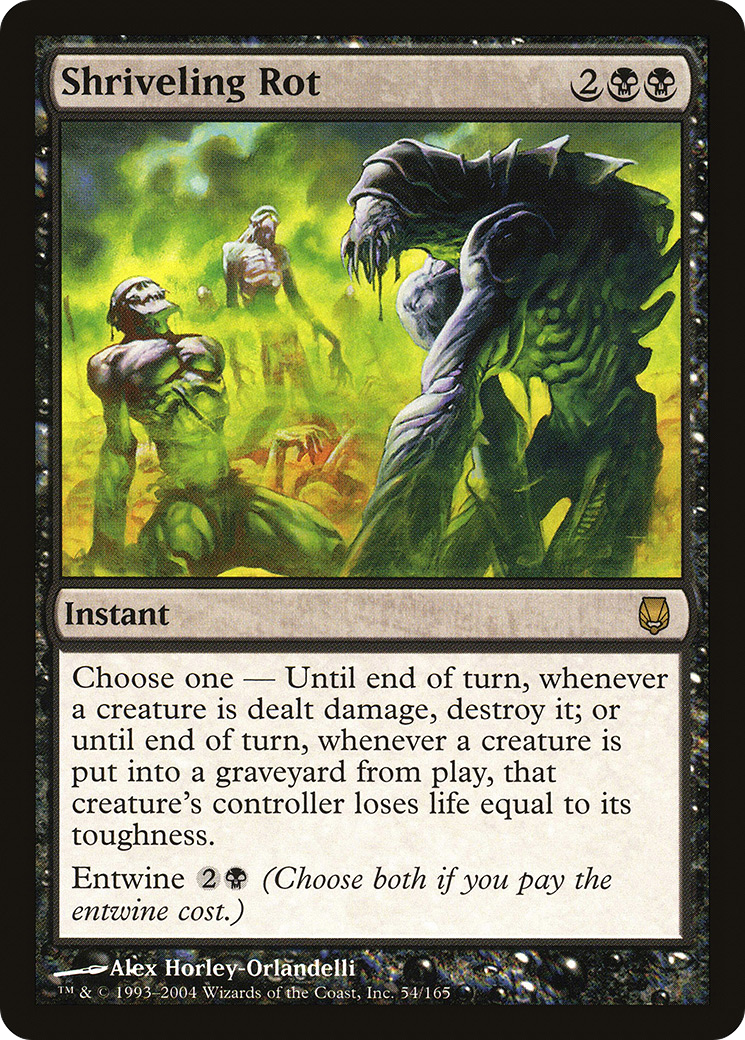 Shriveling Rot 2
Instant
Choose one — Until end of turn, whenever
a creature is dealt damage, destroy it; or
until end of turn, whenever a creature is
put into a graveyard from play, that
creature's controller loses life equal to its
toughness.
Entwine 2 (Choose both if you pay the
entwine cost.)
Alex Horley-Orlandelli
™ & © 1993–2004 Wizards of the Coast, Inc. 54/165